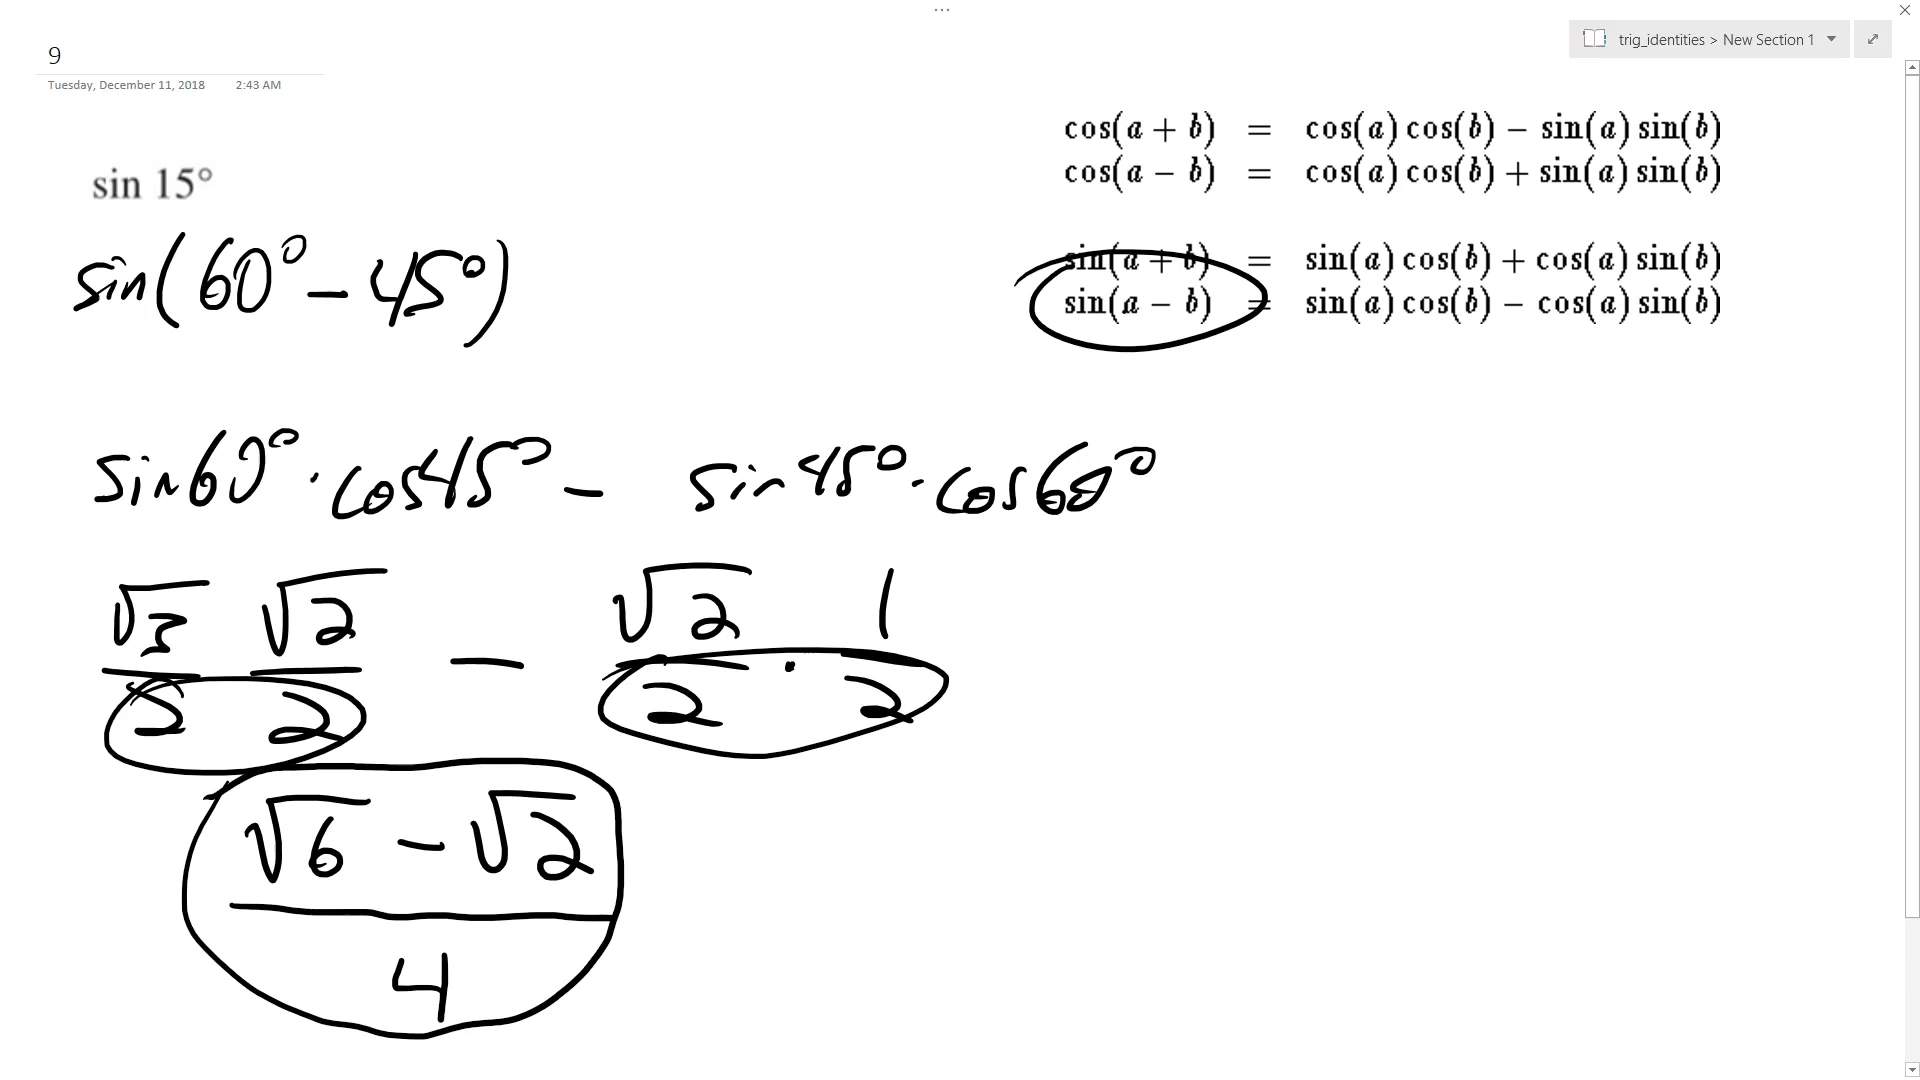 ...
trig_identities > New Section 1
9
Tuesday, December 11, 2018 2:43 AM
cos(a + b) = cos(a) cos(b) − sin(a) sin(b)
cos(a − b) = cos(a) cos(b) + sin(a) sin(b)
sin(a + b) = sin(a) cos(b) + cos(a) sin(b)
sin(a − b) = sin(a) cos(b) − cos(a) sin(b)
sin 15°
sin(60° − 45°)
sin60° · cos45° − sin45° · cos60°
√3/2 √2/2 − √2/2 · 1/2
(√6 − √2)/4